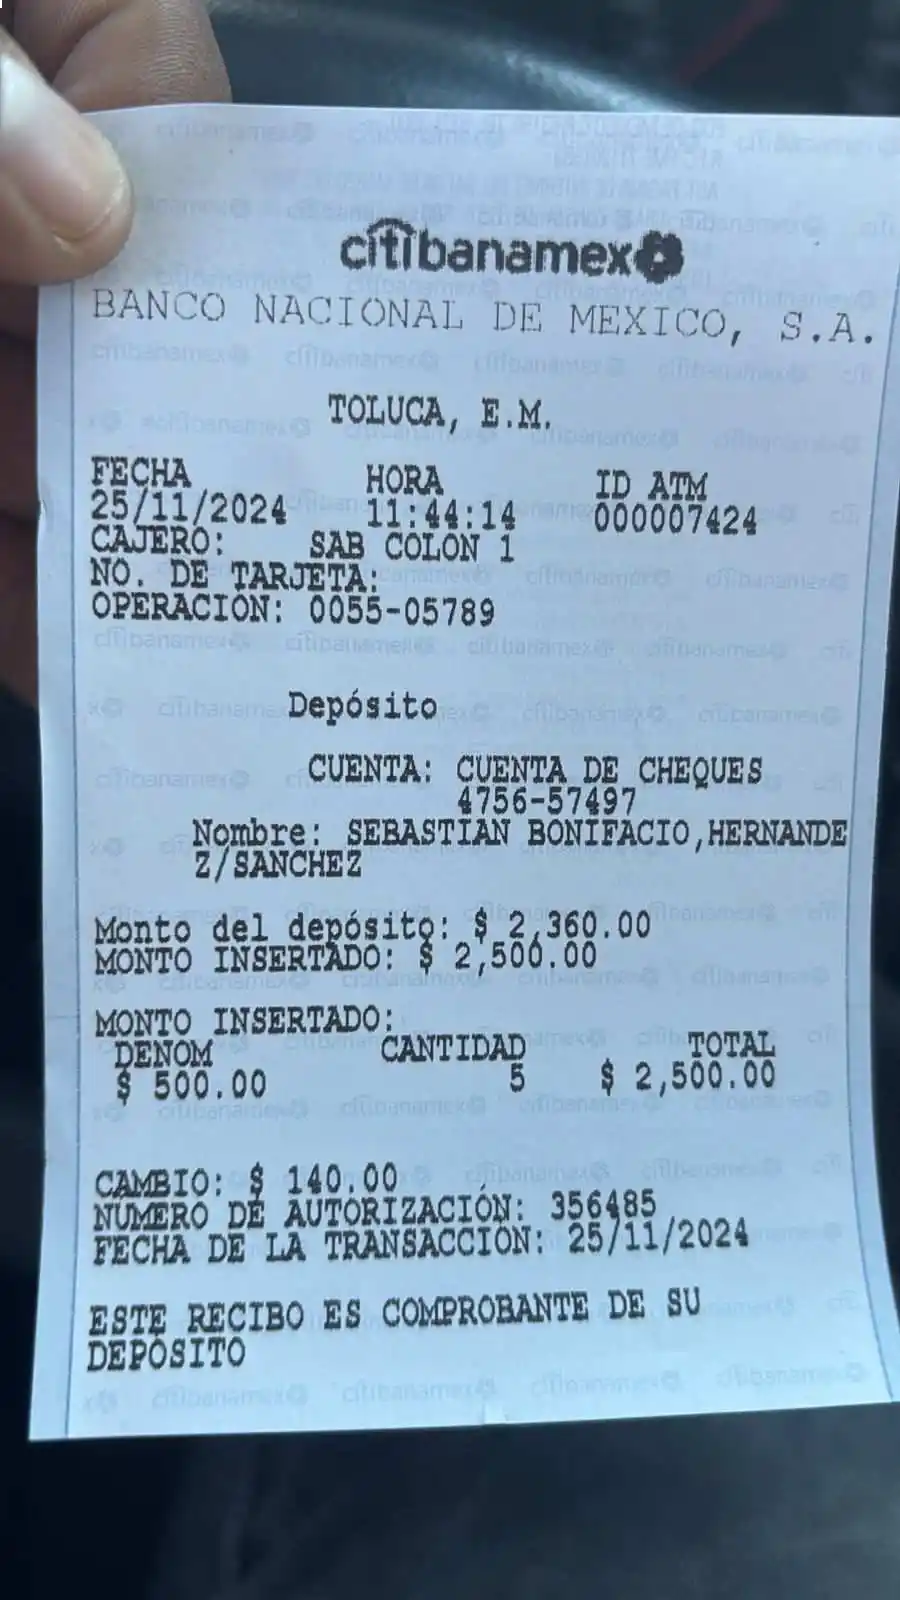 citibanamex
BANCO NACIONAL DE MEXICO, S.A.
TOLUCA, E.M.
FECHA HORA ID ATM
25/11/2024 11:44:14 000007424
CAJERO: SAB COLON 1
NO. DE TARJETA:
OPERACIÓN: 0055-05789
Depósito
CUENTA: CUENTA DE CHEQUES
4756-57497
Nombre: SEBASTIAN BONIFACIO,HERNANDE
Z/SANCHEZ
Monto del depósito: $ 2,360.00
MONTO INSERTADO: $ 2,500.00
MONTO INSERTADO:
DENOM CANTIDAD TOTAL
$ 500.00 5 $ 2,500.00
CAMBIO: $ 140.00
NÚMERO DE AUTORIZACIÓN: 356485
FECHA DE LA TRANSACCIÓN: 25/11/2024
ESTE RECIBO ES COMPROBANTE DE SU
DEPÓSITO